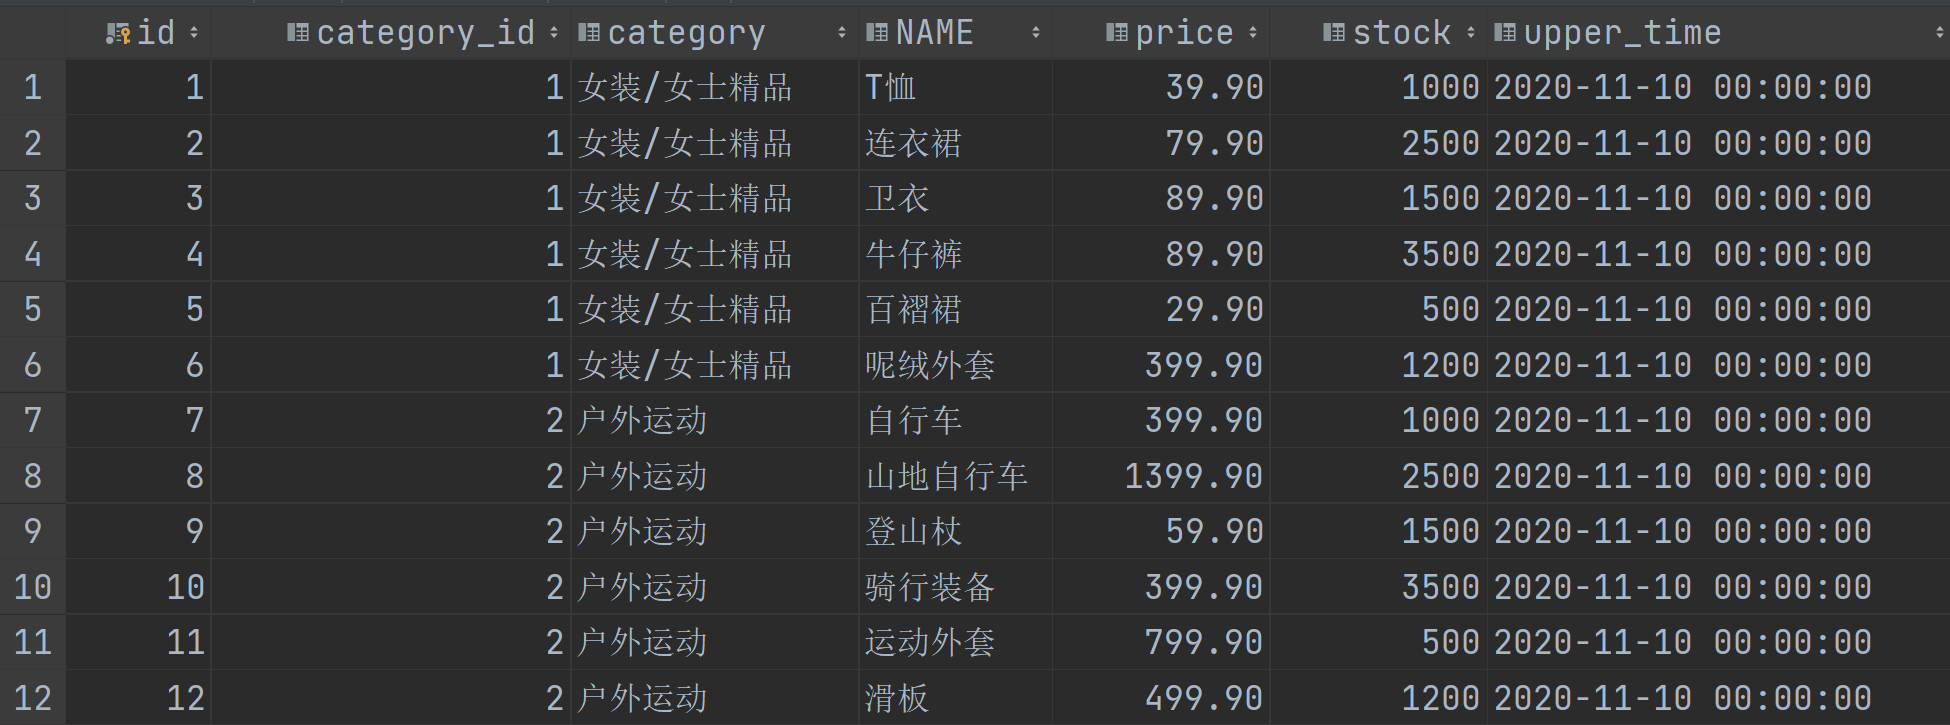 id category_id category NAME price stock upper_time
1 1 1 女装/女士精品 T恤 39.90 1000 2020-11-10 00:00:00
2 2 1 女装/女士精品 连衣裙 79.90 2500 2020-11-10 00:00:00
3 3 1 女装/女士精品 卫衣 89.90 1500 2020-11-10 00:00:00
4 4 1 女装/女士精品 牛仔裤 89.90 3500 2020-11-10 00:00:00
5 5 1 女装/女士精品 百褶裙 29.90 500 2020-11-10 00:00:00
6 6 1 女装/女士精品 呢绒外套 399.90 1200 2020-11-10 00:00:00
7 7 2 户外运动 自行车 399.90 1000 2020-11-10 00:00:00
8 8 2 户外运动 山地自行车 1399.90 2500 2020-11-10 00:00:00
9 9 2 户外运动 登山杖 59.90 1500 2020-11-10 00:00:00
10 10 2 户外运动 骑行装备 399.90 3500 2020-11-10 00:00:00
11 11 2 户外运动 运动外套 799.90 500 2020-11-10 00:00:00
12 12 2 户外运动 滑板 499.90 1200 2020-11-10 00:00:00